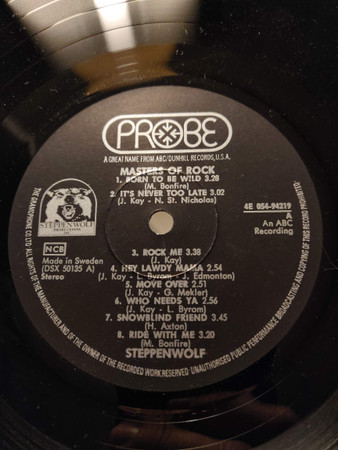 PROBE
A GREAT NAME FROM ABC/DUNHILL RECORDS, U.S.A.
MASTERS OF ROCK
1. BORN TO BE WILD 3.28
(M. Bonfire)
2. IT'S NEVER TOO LATE 3.02
(J. Kay - N. St. Nicholas)
STEPPENWOLF
4E 054-94219
A
An ABC
Recording
NCB
Made in Sweden
(DSX 50135 A)
Stereo
3. ROCK ME 3.38
(J. Kay)
4. HEY LAWDY MAMA 2.54
(J. Kay - L. Byrom - J. Edmonton)
5. MOVE OVER 2.51
(J. Kay - G. Mekler)
6. WHO NEEDS YA 2.56
(J. Kay - L. Byrom)
7. SNOWBLIND FRIEND 3.45
(H. Axton)
8. RIDE WITH ME 3.20
(M. Bonfire)
STEPPENWOLF
THE GRAMOPHONE CO.LTD. ALL RIGHTS OF THE MANUFACTURER AND OF THE OWNER OF THE RECORDED WORK RESERVED. UNAUTHORISED PUBLIC PERFORMANCE BROADCASTING AND COPYING OF THIS RECORD PROHIBITED.